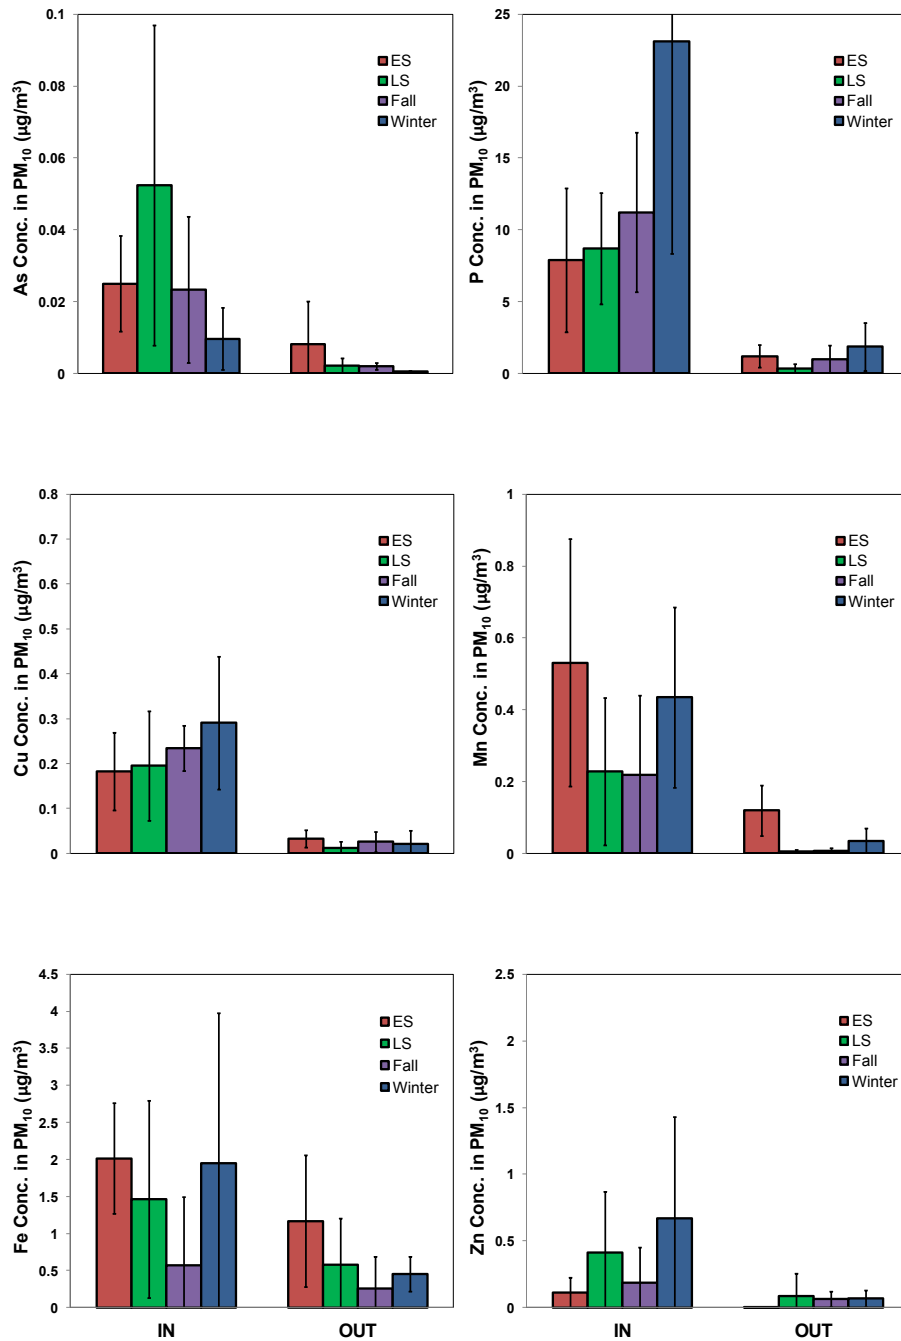 As Conc. in PM10 (µg/m³)
0.1
0.08
0.06
0.04
0.02
0
ES
LS
Fall
Winter
P Conc. in PM10 (µg/m³)
25
20
15
10
5
0
ES
LS
Fall
Winter
Cu Conc. in PM10 (µg/m³)
0.8
0.7
0.6
0.5
0.4
0.3
0.2
0.1
0
ES
LS
Fall
Winter
Mn Conc. in PM10 (µg/m³)
1
0.8
0.6
0.4
0.2
0
ES
LS
Fall
Winter
Fe Conc. in PM10 (µg/m³)
4.5
4
3.5
3
2.5
2
1.5
1
0.5
0
ES
LS
Fall
Winter
IN OUT
Zn Conc. in PM10 (µg/m³)
2.5
2
1.5
1
0.5
0
ES
LS
Fall
Winter
IN OUT